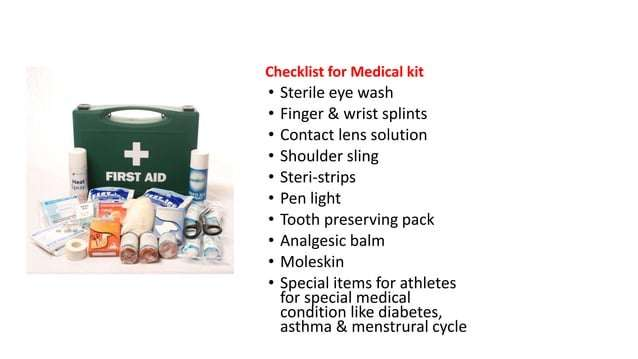 Checklist for Medical kit
• Sterile eye wash
• Finger & wrist splints
• Contact lens solution
• Shoulder sling
• Steri-strips
• Pen light
• Tooth preserving pack
• Analgesic balm
• Moleskin
• Special items for athletes
for special medical
condition like diabetes,
asthma & menstrural cycle
FIRST AID